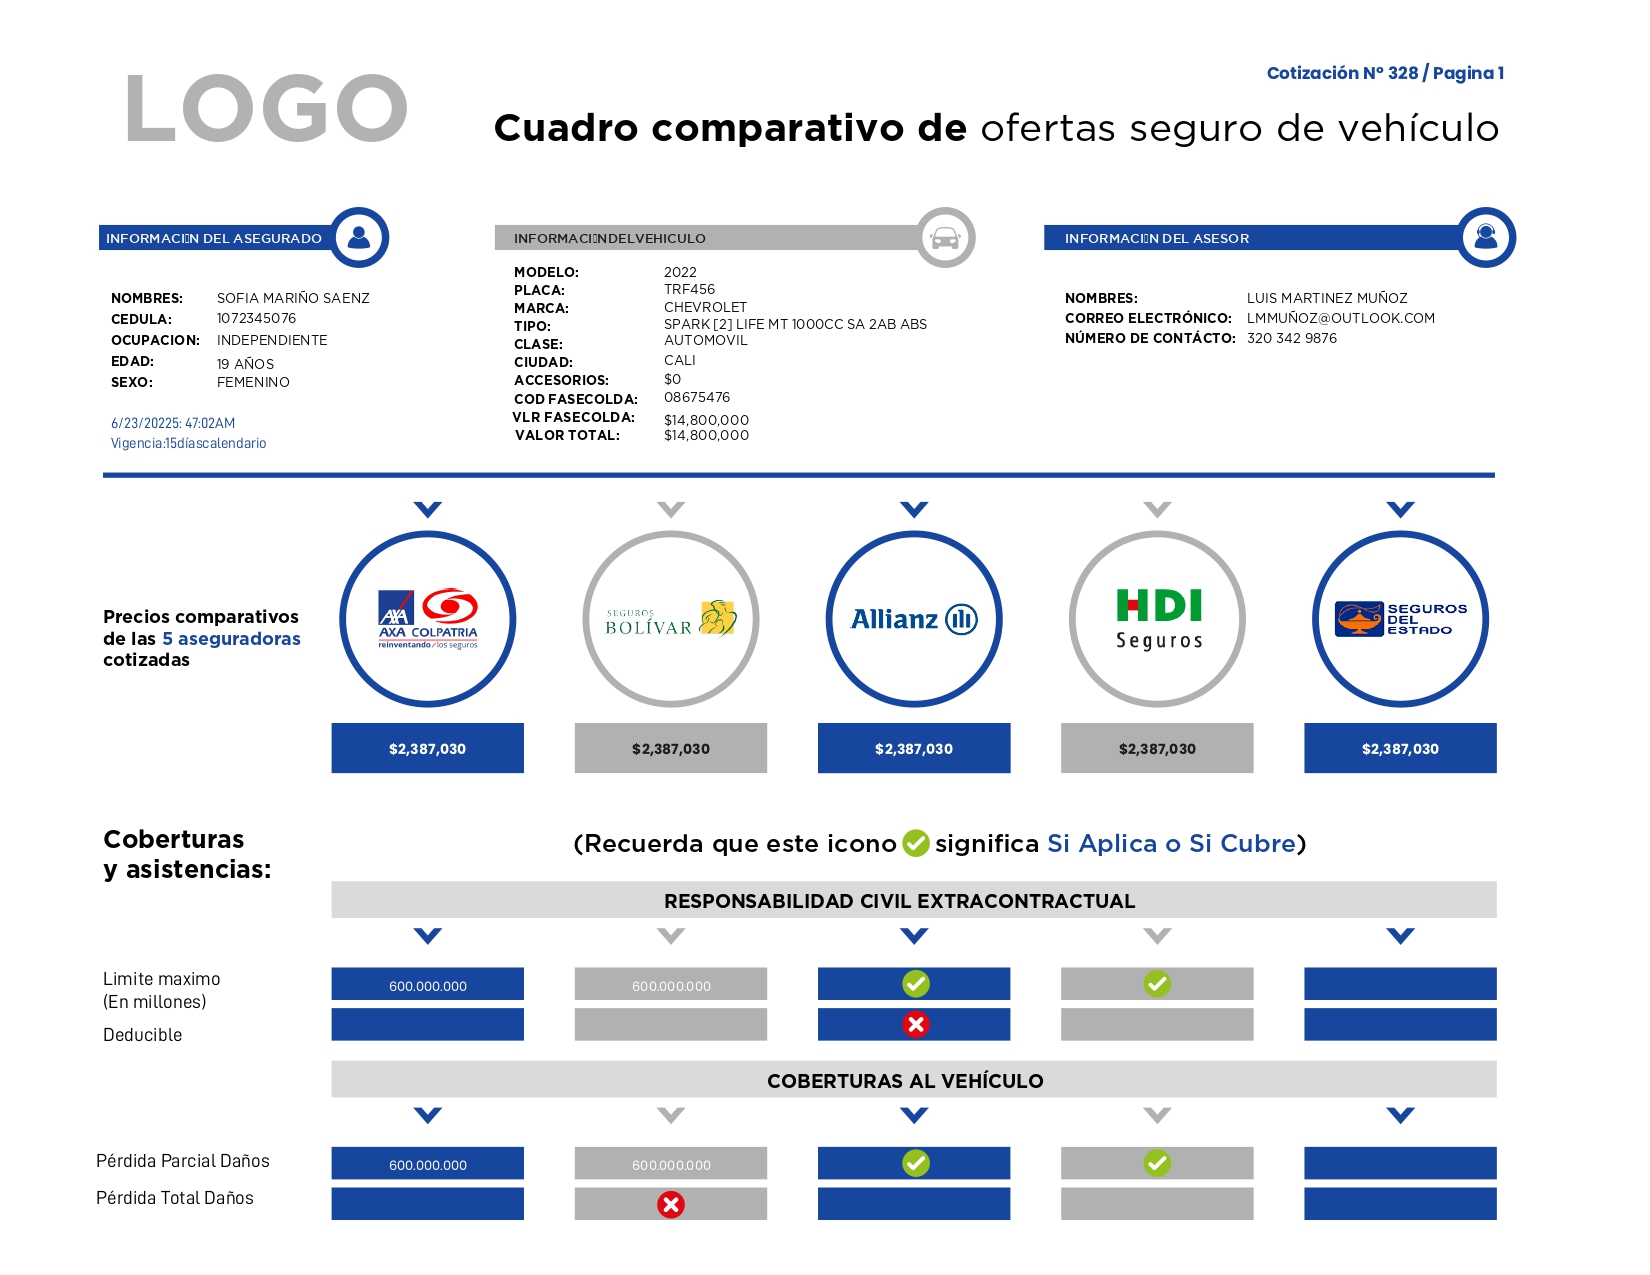 LOGO
Cotización N° 328 / Pagina 1
Cuadro comparativo de ofertas seguro de vehículo
INFORMACI▯N DEL ASEGURADO
NOMBRES: SOFIA MARIÑO SAENZ
CEDULA: 1072345076
OCUPACION: INDEPENDIENTE
EDAD: 19 AÑOS
SEXO: FEMENINO
6/23/20225: 47:02AM
Vigencia:15díascalendario
INFORMACI▯NDELVEHICULO
MODELO: 2022
PLACA: TRF456
MARCA: CHEVROLET
TIPO: SPARK [2] LIFE MT 1000CC SA 2AB ABS
CLASE: AUTOMOVIL
CIUDAD: CALI
ACCESORIOS: $0
COD FASECOLDA: 08675476
VLR FASECOLDA: $14,800,000
VALOR TOTAL: $14,800,000
INFORMACI▯N DEL ASESOR
NOMBRES: LUIS MARTINEZ MUÑOZ
CORREO ELECTRÓNICO: LMMUÑOZ@OUTLOOK.COM
NÚMERO DE CONTÁCTO: 320 342 9876
Precios comparativos
de las 5 aseguradoras
cotizadas
AXA
AXA COLPATRIA
reinventando/los seguros
SEGUROS
BOLÍVAR
Allianz
HDI
Seguros
SEGUROS
DEL
ESTADO
$2,387,030 $2,387,030 $2,387,030 $2,387,030 $2,387,030
Coberturas
y asistencias:
(Recuerda que este icono significa Si Aplica o Si Cubre)
RESPONSABILIDAD CIVIL EXTRACONTRACTUAL
Limite maximo
(En millones)
600.000.000 600.000.000
Deducible
COBERTURAS AL VEHÍCULO
Pérdida Parcial Daños 600.000.000 600.000.000
Pérdida Total Daños